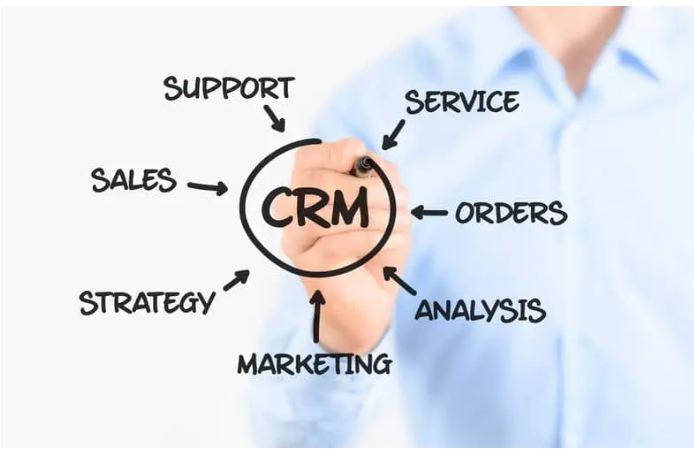 SUPPORT
SERVICE
SALES
CRM
ORDERS
STRATEGY
ANALYSIS
MARKETING